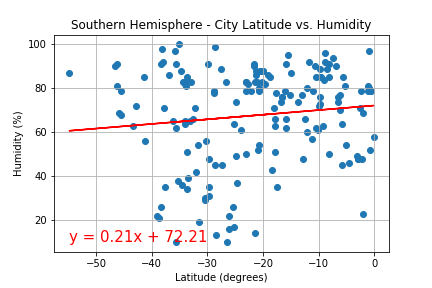 Southern Hemisphere - City Latitude vs. Humidity
100
80
60
40
20
Humidity (%)
y = 0.21x + 72.21
−50
−40
−30
−20
−10
0
Latitude (degrees)